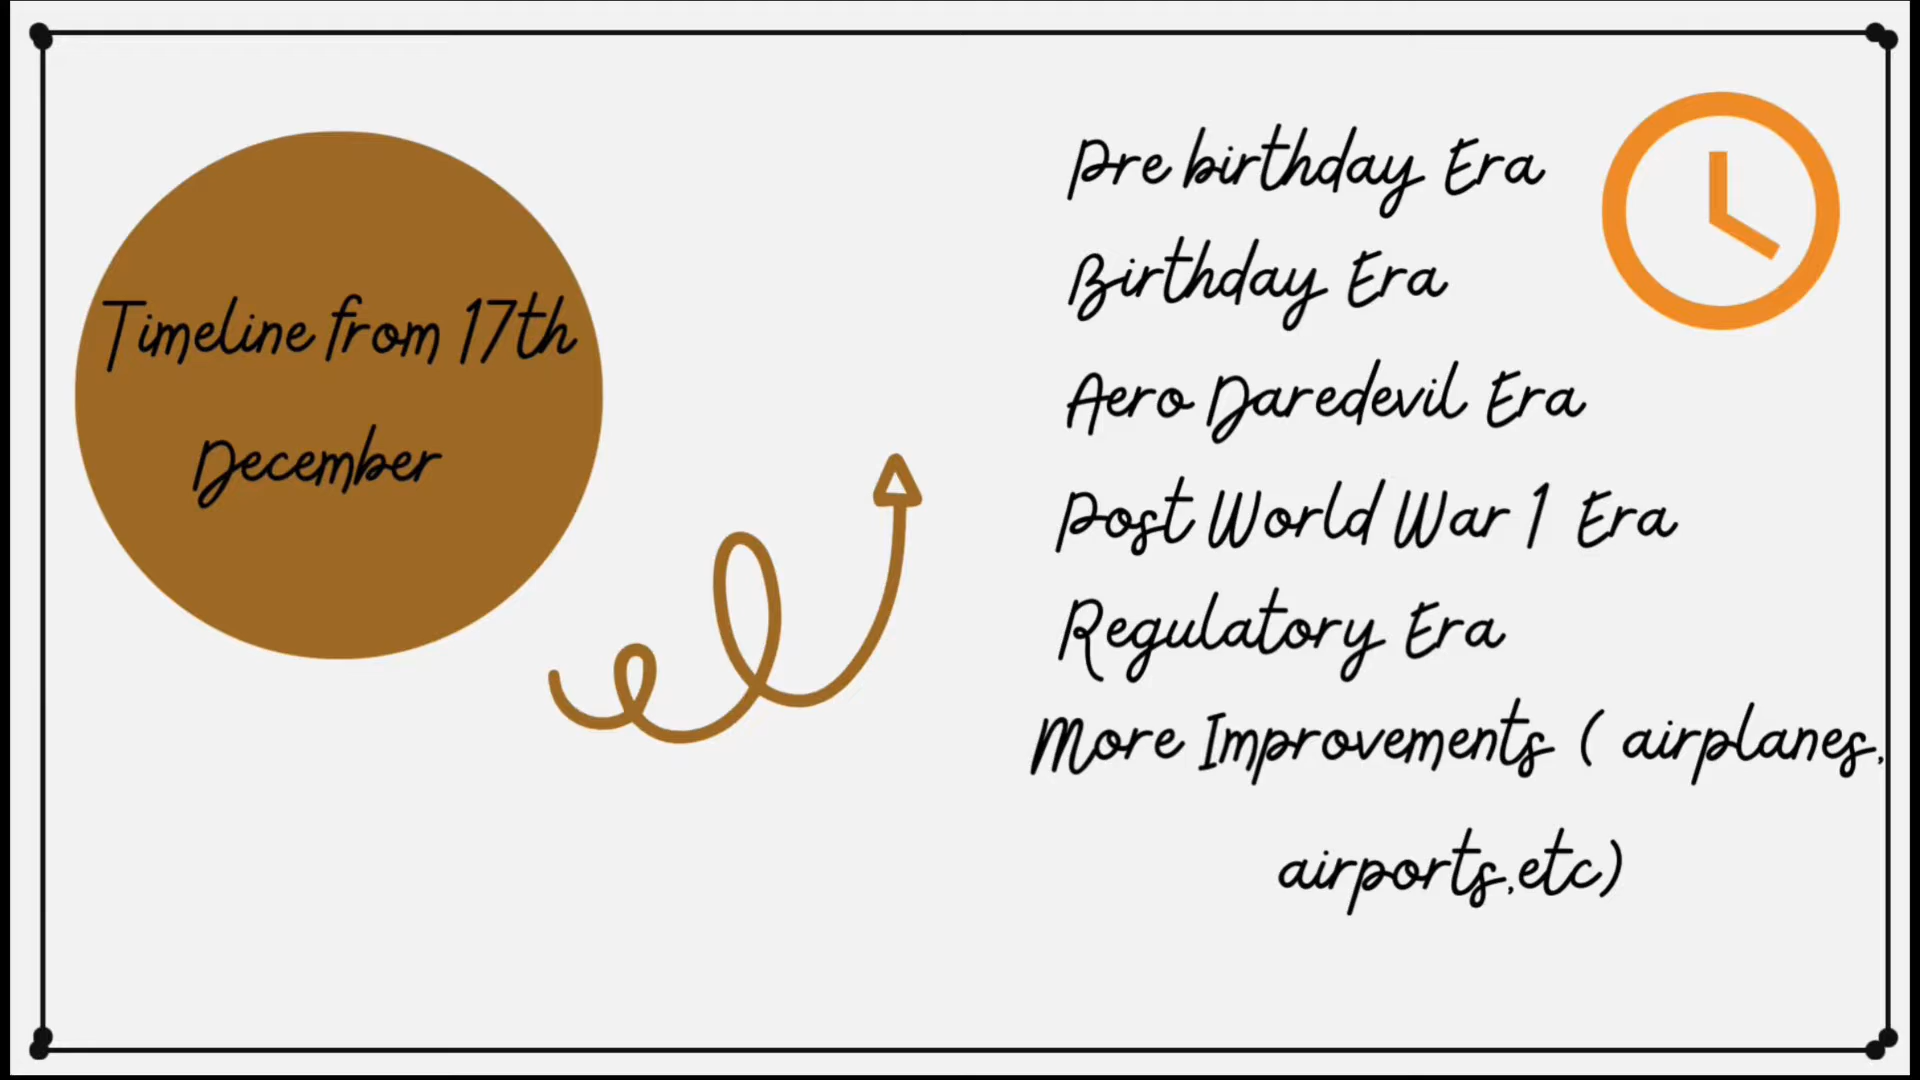 Timeline from 17th
December
Pre birthday Era
Birthday Era
Aero Daredevil Era
Post World War 1 Era
Regulatory Era
More Improvements ( airplanes,
airports,etc)